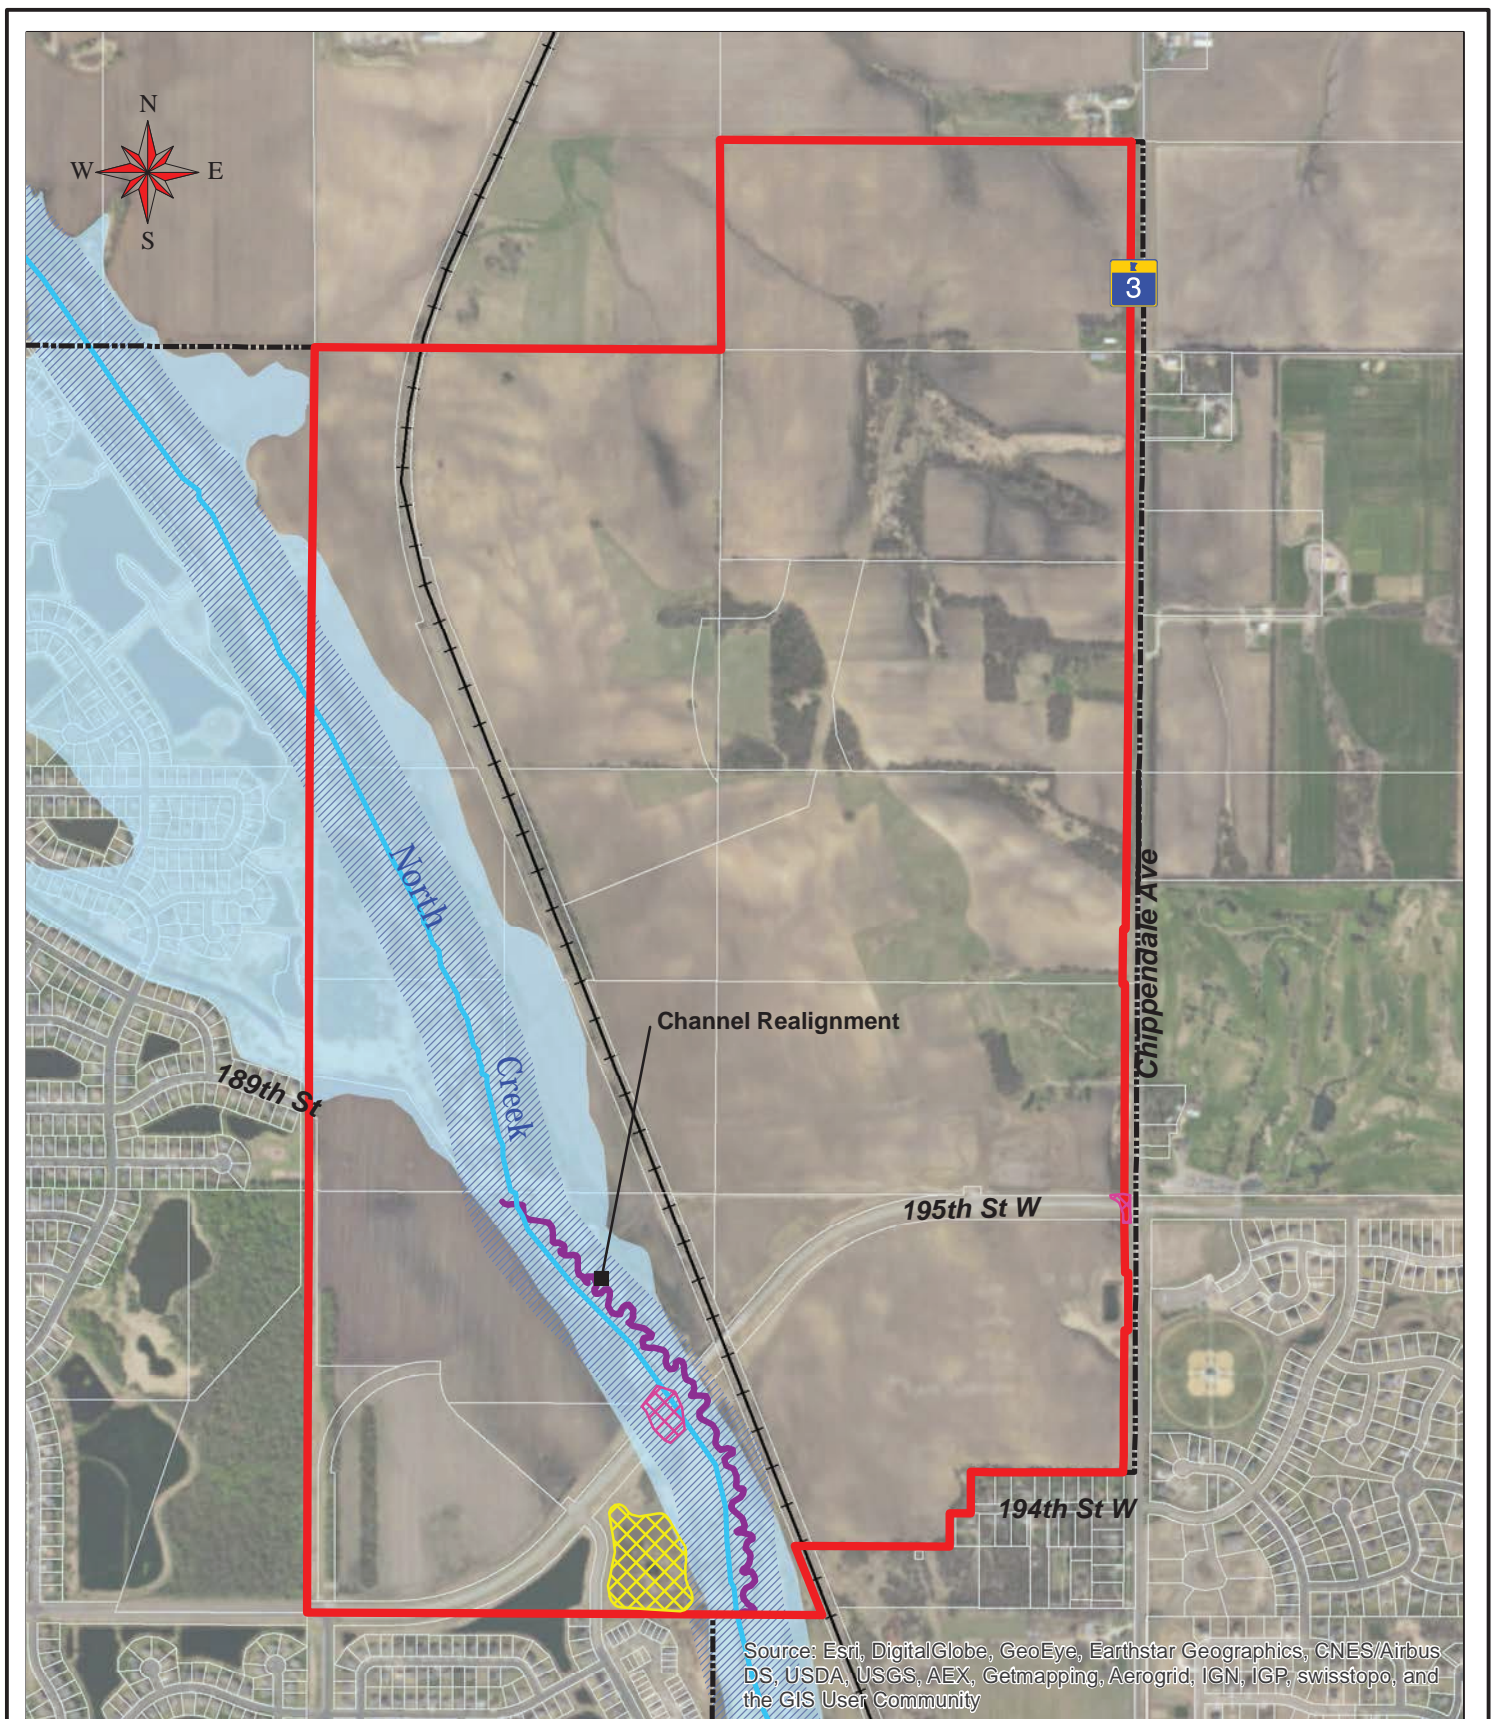 N
W E
S
3
North
Chippendale Ave
Channel Realignment
Creek
189th St
195th St W
194th St W
Source: Esri, DigitalGlobe, GeoEye, Earthstar Geographics, CNES/Airbus
DS, USDA, USGS, AEX, Getmapping, Aerogrid, IGN, IGP, swisstopo, and
the GIS User Community